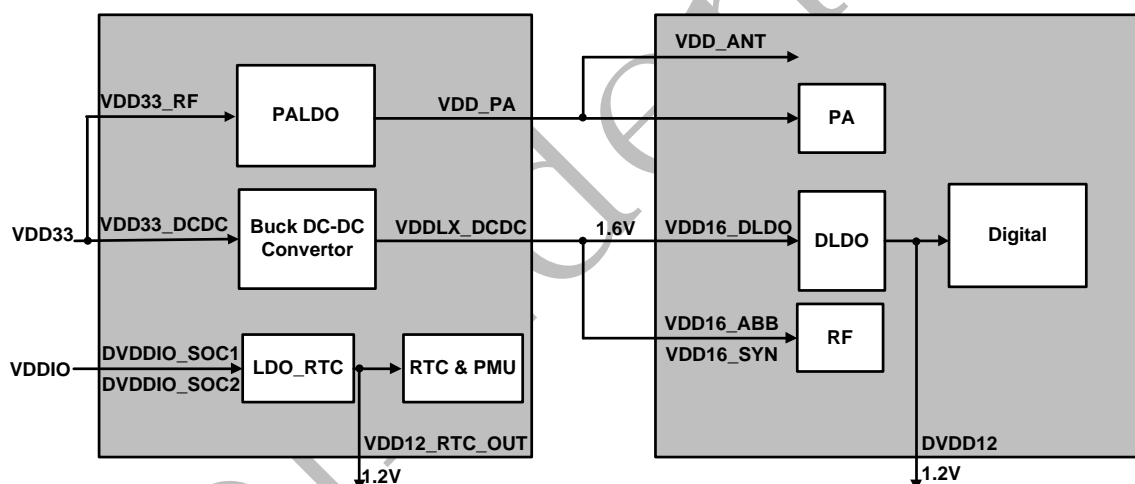 VDD_ANT
VDD33_RF
PALDO
VDD_PA
PA
VDD33
VDD33_DCDC
Buck DC-DC
Convertor
VDDLX_DCDC
1.6V
VDD16_DLDO
DLDO
Digital
VDD16_ABB
VDD16_SYN
RF
VDDIO
DVDDIO_SOC1
DVDDIO_SOC2
LDO_RTC
RTC & PMU
VDD12_RTC_OUT
1.2V
DVDD12
1.2V